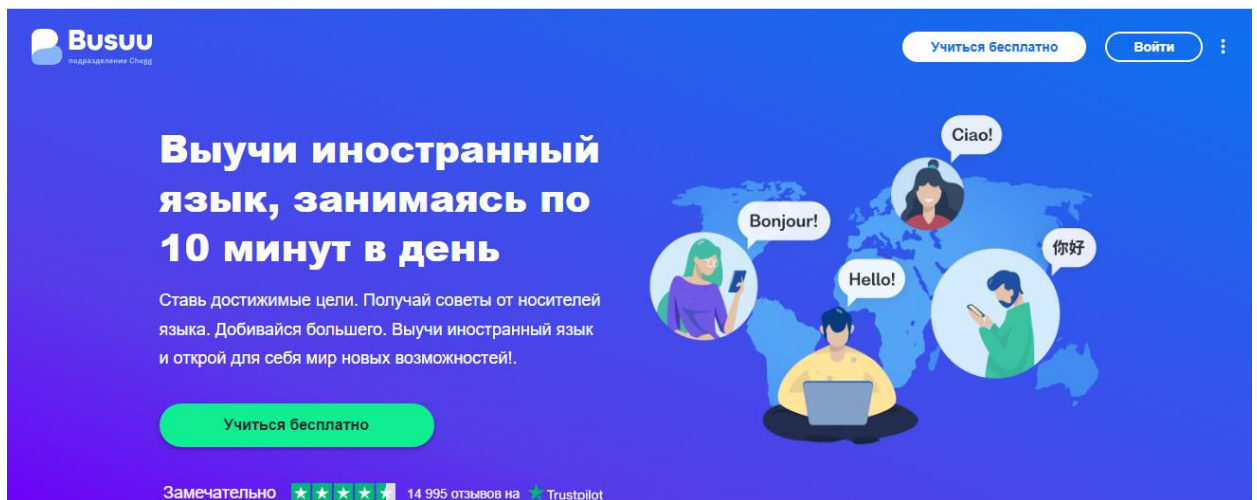 Busuu
подразделение Chegg
Учиться бесплатно
Войти
Выучи иностранный
язык, занимаясь по
10 минут в день
Ставь достижимые цели. Получай советы от носителей
языка. Добивайся большего. Выучи иностранный язык
и открой для себя мир новых возможностей!.
Учиться бесплатно
Замечательно 14 995 отзывов на Trustpilot
Ciao!
Bonjour!
你好
Hello!